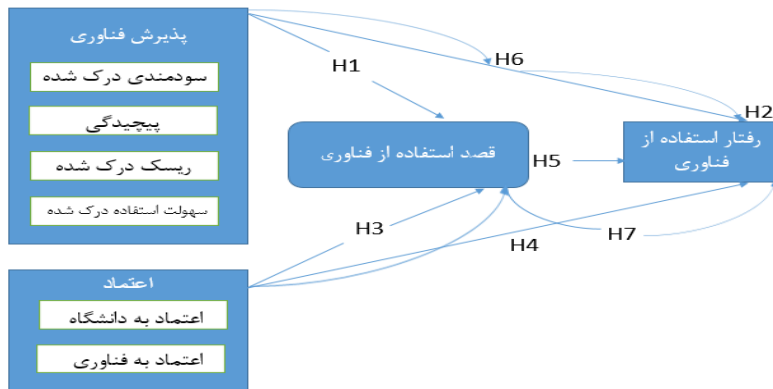 پذیرش فناوری
سودمندی درک شده
پیچیدگی
ریسک درک شده
سهولت استفاده درک شده
H1
H6
H2
قصد استفاده از فناوری
H5
رفتار استفاده از
فناوری
H3
H4
H7
اعتماد
اعتماد به دانشگاه
اعتماد به فناوری